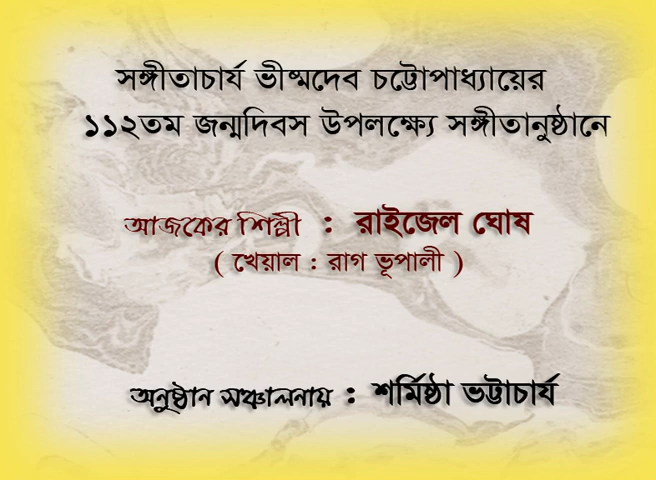 সঙ্গীতাচার্য ভীষ্মদেব চট্টোপাধ্যায়ের
১১২তম জন্মদিবস উপলক্ষ্যে সঙ্গীতানুষ্ঠানে
আজকের শিল্পী : রাইজেল ঘোষ
( খেয়াল : রাগ ভূপালী )
অনুষ্ঠান সঞ্চালনায় : শর্মিষ্ঠা ভট্টাচার্য